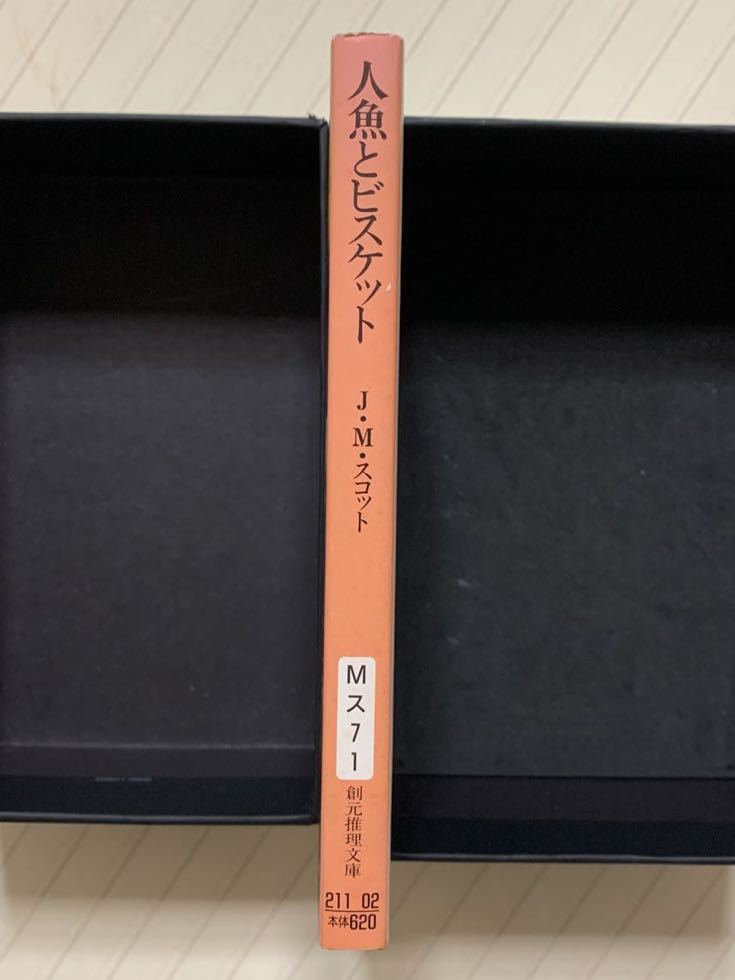 人魚とビスケット
J・M・スコット
Mス71
創元推理文庫
211 02
本体620